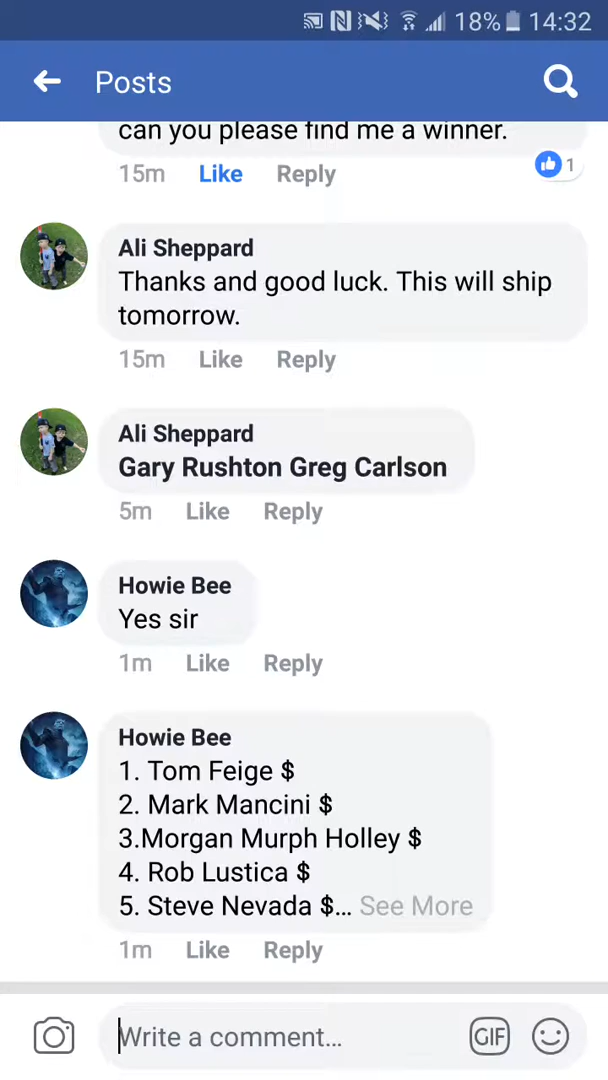 18% 14:32
Posts
can you please find me a winner.
15m Like Reply 1
Ali Sheppard
Thanks and good luck. This will ship
tomorrow.
15m Like Reply
Ali Sheppard
Gary Rushton Greg Carlson
5m Like Reply
Howie Bee
Yes sir
1m Like Reply
Howie Bee
1. Tom Feige $
2. Mark Mancini $
3.Morgan Murph Holley $
4. Rob Lustica $
5. Steve Nevada $... See More
1m Like Reply
Write a comment... GIF